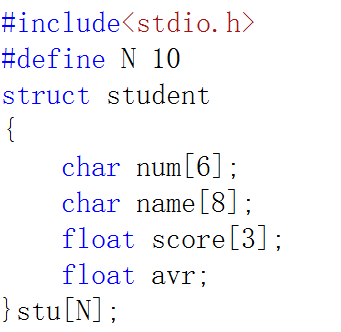 #include<stdio.h>
#define N 10
struct student
{
    char num[6];
    char name[8];
    float score[3];
    float avr;
}stu[N];